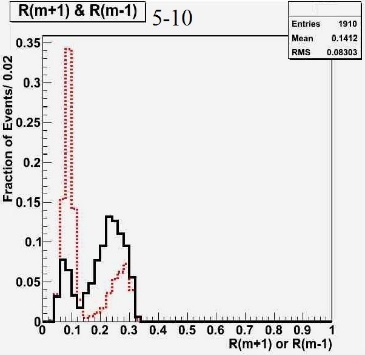 R(m+1) & R(m-1)
5-10
Entries 1910
Mean 0.1412
RMS 0.08303
Fraction of Events/ 0.02
0.35
0.3
0.25
0.2
0.15
0.1
0.05
0
0 0.1 0.2 0.3 0.4 0.5 0.6 0.7 0.8 0.9 1
R(m+1) or R(m-1)